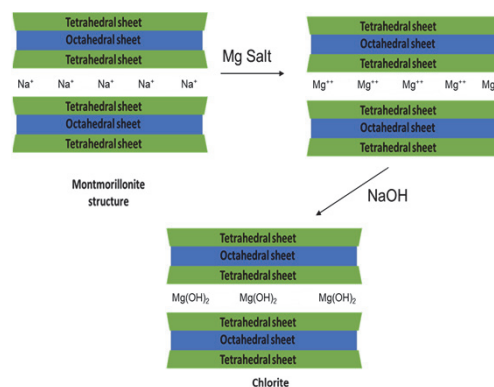 Tetrahedral sheet
Octahedral sheet
Tetrahedral sheet
Na⁺ Na⁺ Na⁺ Na⁺ Na⁺
Tetrahedral sheet
Octahedral sheet
Tetrahedral sheet
Montmorillonite
structure
Mg Salt
Tetrahedral sheet
Octahedral sheet
Tetrahedral sheet
Mg⁺⁺ Mg⁺⁺ Mg⁺⁺ Mg⁺⁺ Mg
Tetrahedral sheet
Octahedral sheet
Tetrahedral sheet
NaOH
Tetrahedral sheet
Octahedral sheet
Tetrahedral sheet
Mg(OH)₂ Mg(OH)₂ Mg(OH)₂
Tetrahedral sheet
Octahedral sheet
Tetrahedral sheet
Chlorite